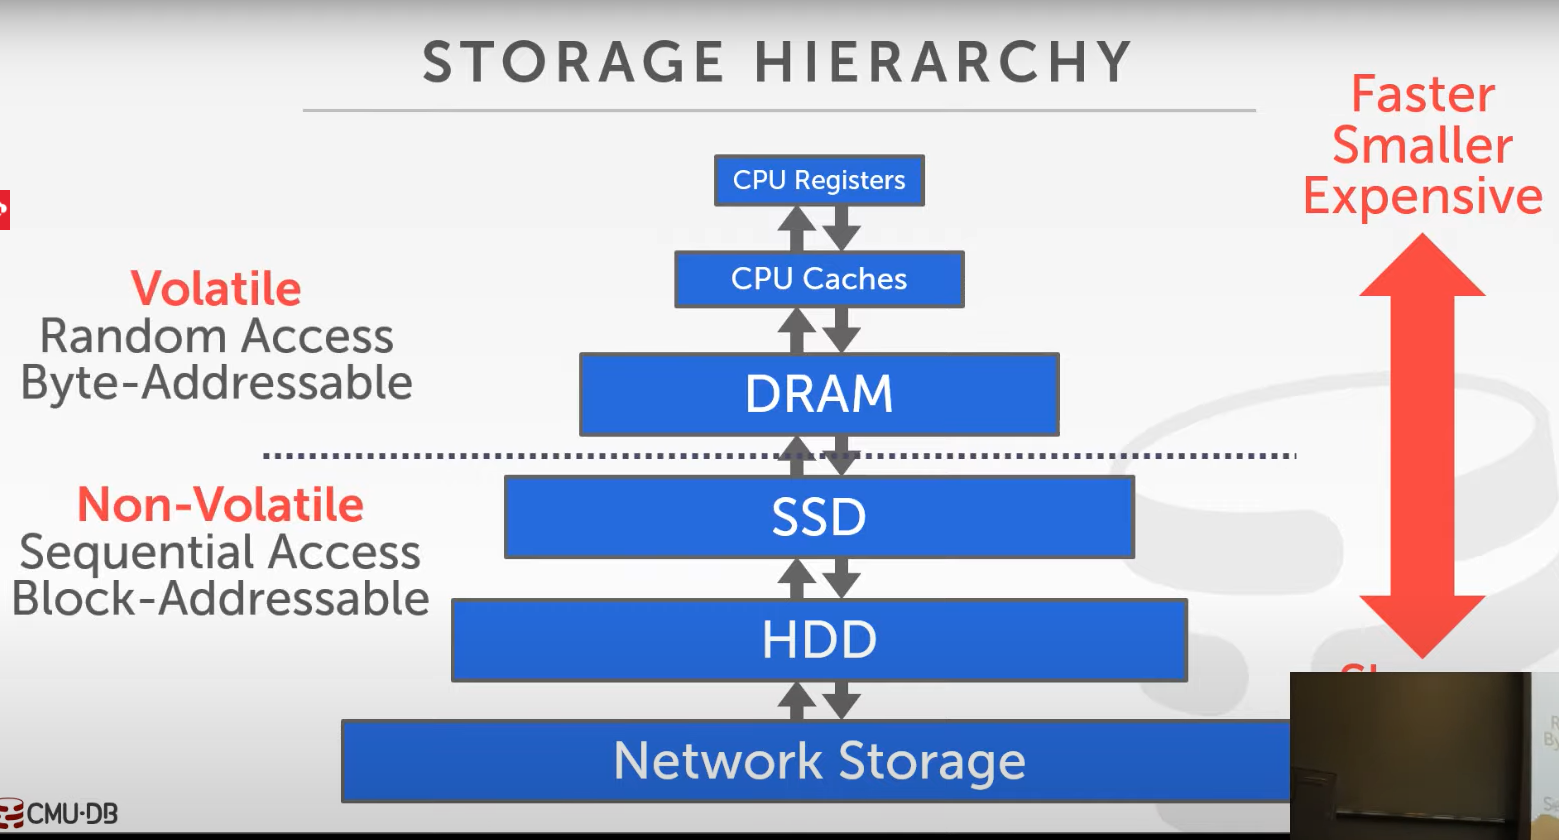 STORAGE HIERARCHY
Faster
Smaller
Expensive
CPU Registers
CPU Caches
Volatile
Random Access
Byte-Addressable
DRAM
Non-Volatile
Sequential Access
Block-Addressable
SSD
HDD
Network Storage
CMU·DB